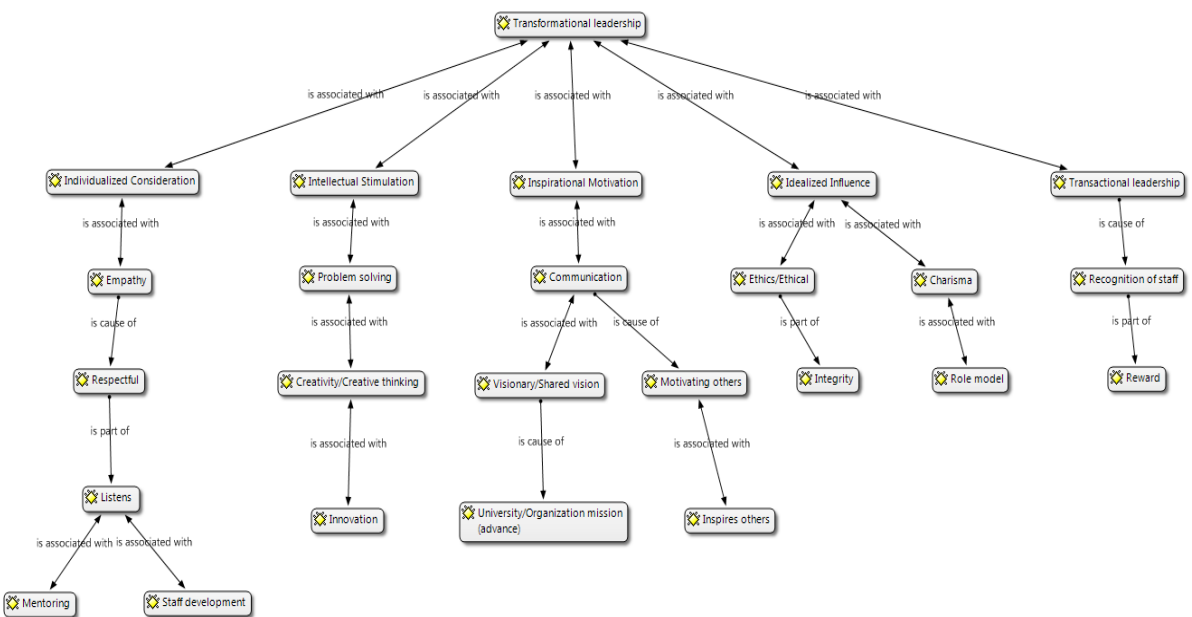 Transformational leadership
is associated with
is associated with
is associated with
is associated with
is associated with
Individualized Consideration
Intellectual Stimulation
Inspirational Motivation
Idealized Influence
Transactional leadership
is associated with
is associated with
is associated with
is associated with
is associated with
is cause of
Empathy
Problem solving
Communication
Ethics/Ethical
Charisma
Recognition of staff
is cause of
is associated with
is associated with
is cause of
is part of
is associated with
is part of
Respectful
Creativity/Creative thinking
Visionary/Shared vision
Motivating others
Integrity
Role model
Reward
is part of
is associated with
is cause of
is associated with
Listens
Innovation
University/Organization mission
(advance)
Inspires others
is associated with
is associated with
Mentoring
Staff development